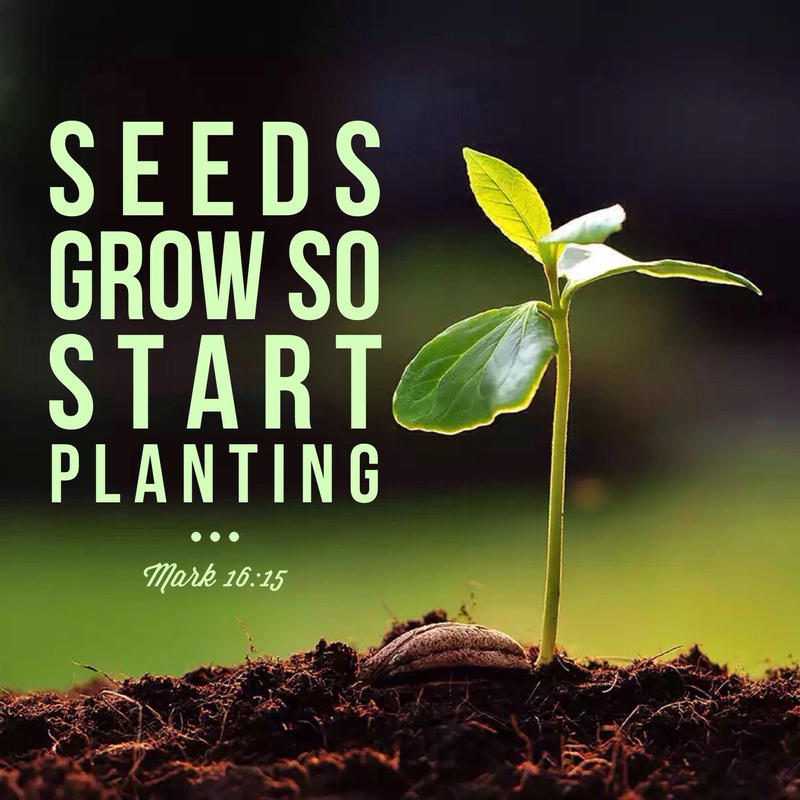 SEEDS
GROW SO
START
PLANTING
...
Mark 16:15